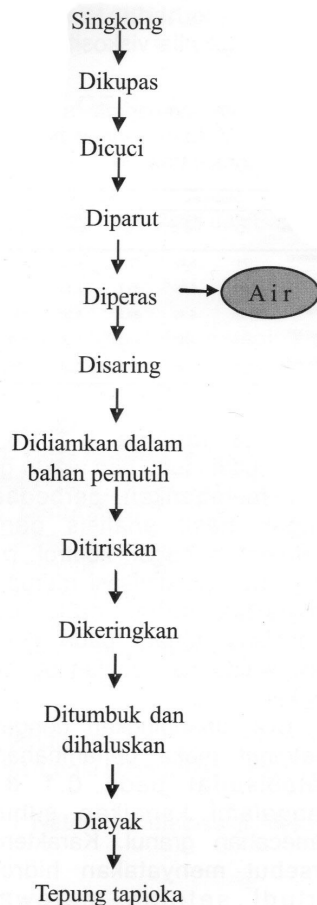 Singkong
Dikupas
Dicuci
Diparut
Diperas
Air
Disaring
Didiamkan dalam
bahan pemutih
Ditiriskan
Dikeringkan
Ditumbuk dan
dihaluskan
Diayak
Tepung tapioka